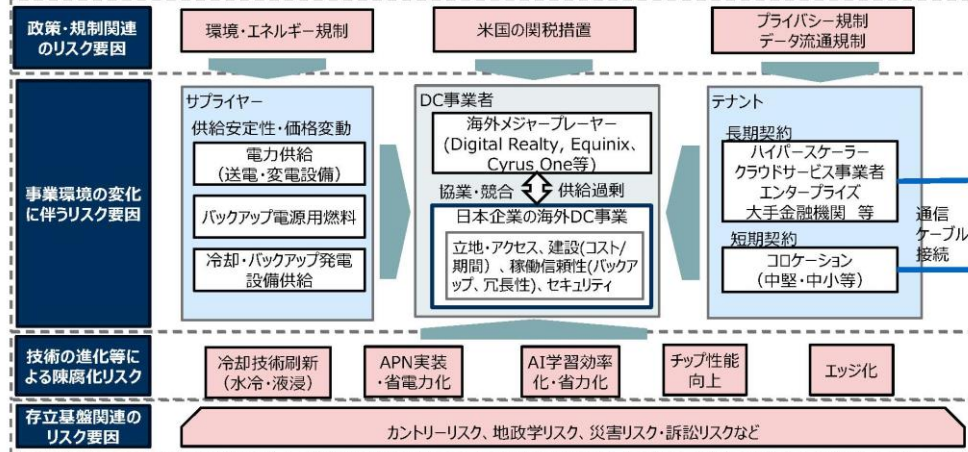 政策・規制関連
のリスク要因
環境・エネルギー規制
米国の関税措置
プライバシー規制
データ流通規制
事業環境の変化
に伴うリスク要因
サプライヤー
供給安定性・価格変動
電力供給
(送電・変電設備)
バックアップ電源用燃料
冷却・バックアップ発電
設備供給
DC事業者
海外メジャープレーヤー
(Digital Realty, Equinix、
Cyrus One等)
協業・競合
供給過剰
日本企業の海外DC事業
立地・アクセス、建設(コスト/
期間)、稼働信頼性(バックア
ップ、冗長性)、セキュリティ
テナント
長期契約
ハイパースケーラー
クラウドサービス事業者
エンタープライズ
大手金融機関 等
短期契約
コロケーション
(中堅・中小等)
通信
ケーブル
接続
技術の進化等に
よる陳腐化リスク
冷却技術刷新
(水冷・液浸)
APN実装
・省電力化
AI学習効率
化・省力化
チップ性能
向上
エッジ化
存立基盤関連の
リスク要因
カントリーリスク、地政学リスク、災害リスク・訴訟リスクなど